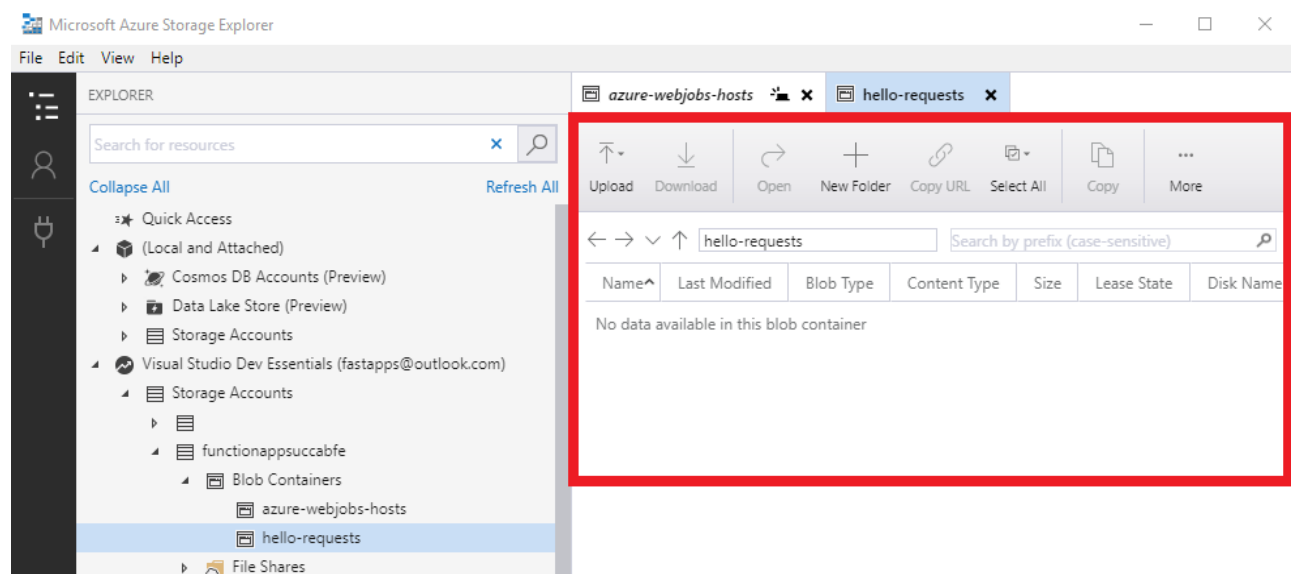 Microsoft Azure Storage Explorer
File Edit View Help
EXPLORER
Search for resources
Collapse All Refresh All
Quick Access
(Local and Attached)
Cosmos DB Accounts (Preview)
Data Lake Store (Preview)
Storage Accounts
Visual Studio Dev Essentials (fastapps@outlook.com)
Storage Accounts
functionappsuccabfe
Blob Containers
azure-webjobs-hosts
hello-requests
File Shares
azure-webjobs-hosts hello-requests
Upload Download Open New Folder Copy URL Select All Copy More
hello-requests Search by prefix (case-sensitive)
Name Last Modified Blob Type Content Type Size Lease State Disk Name
No data available in this blob container